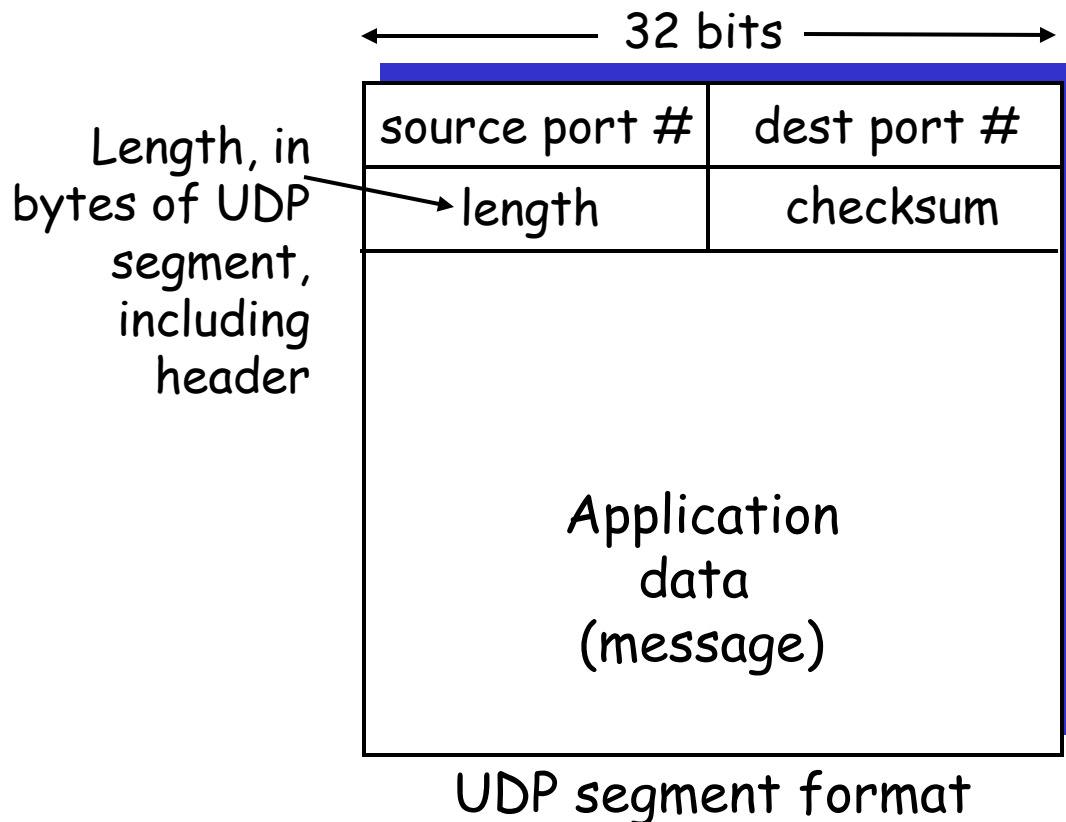 32 bits
source port #
dest port #
Length, in
bytes of UDP
segment,
including
header
length
checksum
Application
data
(message)
UDP segment format